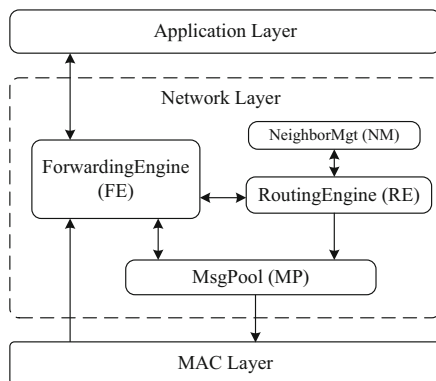 Application Layer
Network Layer
NeighborMgt (NM)
ForwardingEngine
(FE)
RoutingEngine (RE)
MsgPool (MP)
MAC Layer